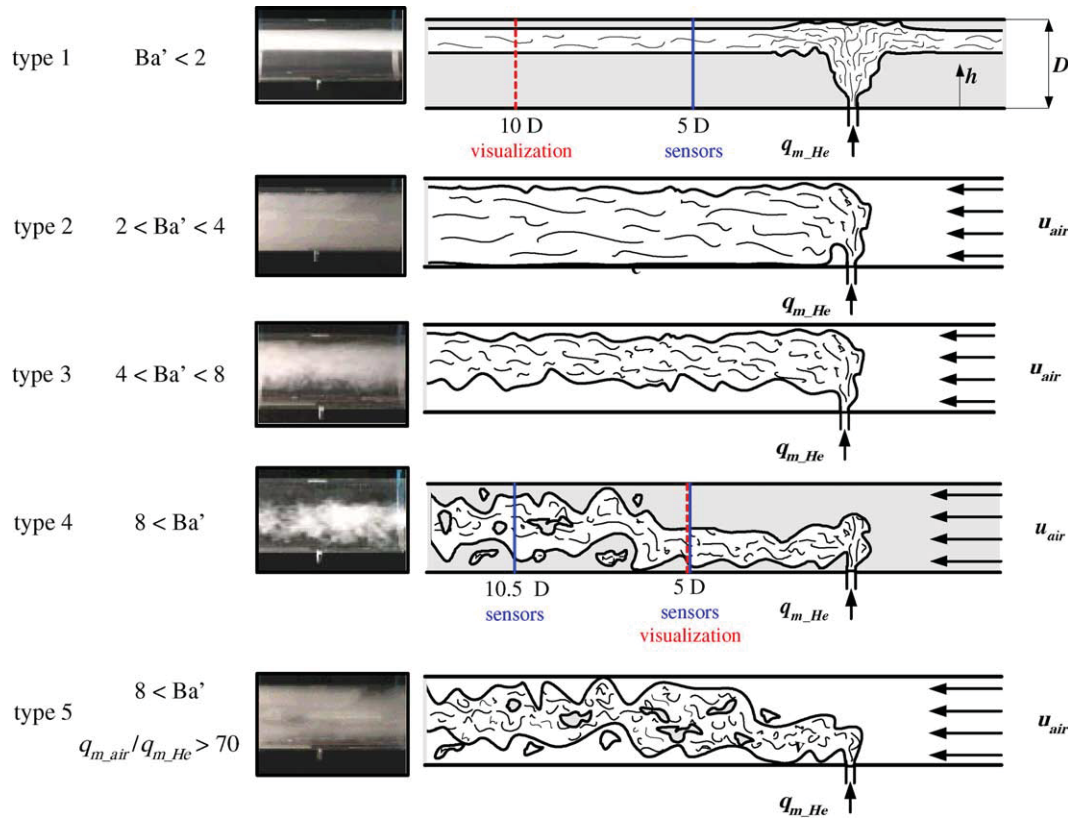 type 1 Ba' < 2
h D
10 D 5 D
visualization sensors
q_m_He
type 2 2 < Ba' < 4
u_air
q_m_He
type 3 4 < Ba' < 8
u_air
q_m_He
type 4 8 < Ba'
u_air
10.5 D 5 D
sensors sensors
visualization
q_m_He
8 < Ba'
type 5
q_m_air/q_m_He > 70
u_air
q_m_He